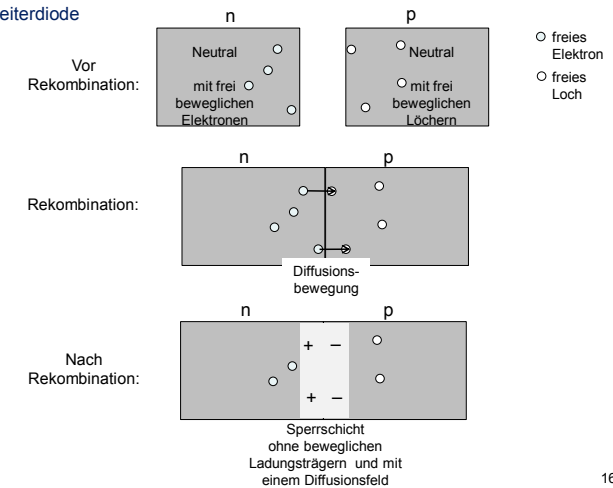 eiterdiode
n
p
Vor
Rekombination:
Neutral
mit frei
beweglichen
Elektronen
Neutral
mit frei
beweglichen
Löchern
freies
Elektron
freies
Loch
n
p
Rekombination:
Diffusions-
bewegung
n
p
Nach
Rekombination:
+ –
+ –
Sperrschicht
ohne beweglichen
Ladungsträgern und mit
einem Diffusionsfeld
16